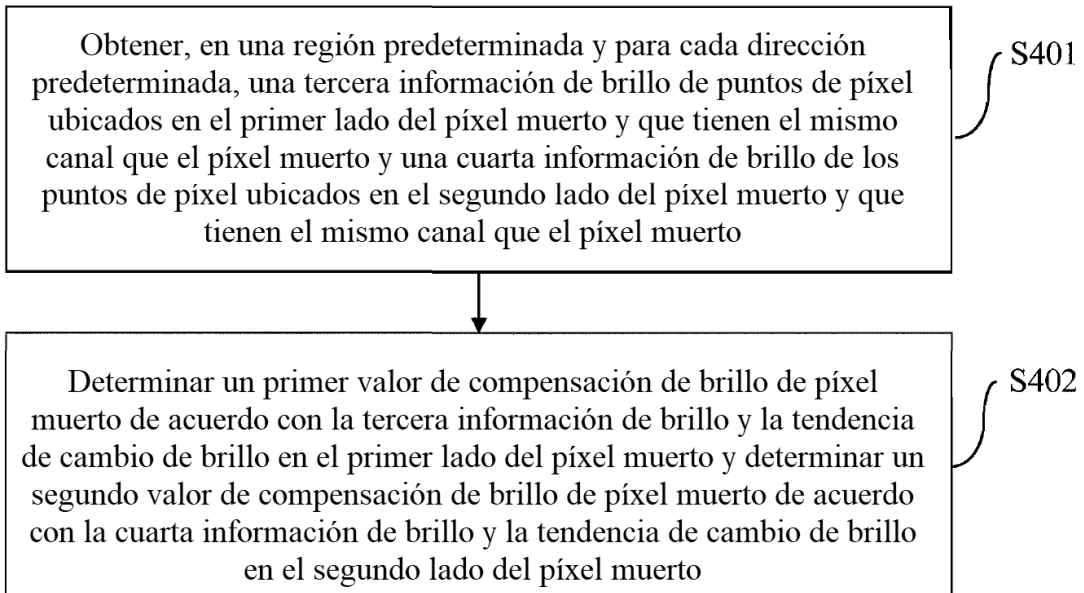 Obtener, en una región predeterminada y para cada dirección
predeterminada, una tercera información de brillo de puntos de píxel
ubicados en el primer lado del píxel muerto y que tienen el mismo
canal que el píxel muerto y una cuarta información de brillo de los
puntos de píxel ubicados en el segundo lado del píxel muerto y que
tienen el mismo canal que el píxel muerto
S401
Determinar un primer valor de compensación de brillo de píxel
muerto de acuerdo con la tercera información de brillo y la tendencia
de cambio de brillo en el primer lado del píxel muerto y determinar un
segundo valor de compensación de brillo de píxel muerto de acuerdo
con la cuarta información de brillo y la tendencia de cambio de brillo
en el segundo lado del píxel muerto
S402